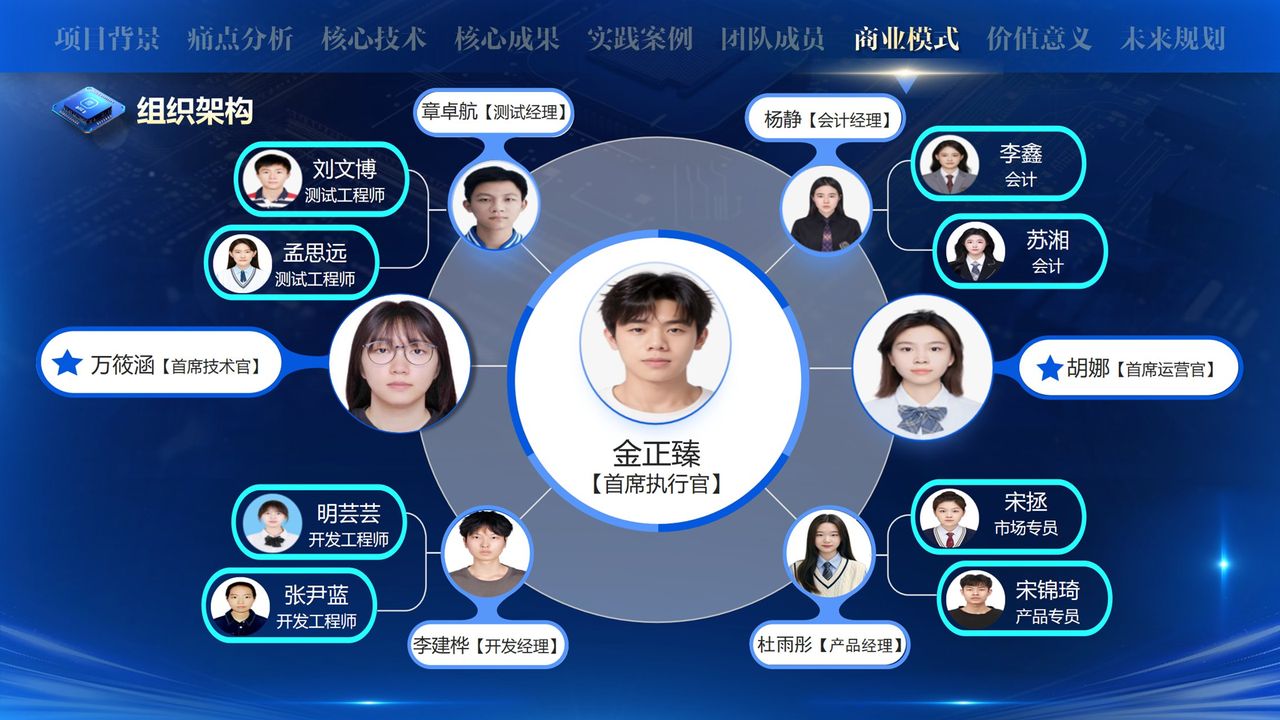 项目背景 痛点分析 核心技术 核心成果 实践案例 团队成员 商业模式 价值意义 未来规划
组织架构
章卓航【测试经理】
杨静【会计经理】
刘文博
测试工程师
李鑫
会计
孟思远
测试工程师
苏湘
会计
万筱涵【首席技术官】
胡娜【首席运营官】
金正臻
【首席执行官】
明芸芸
开发工程师
宋拯
市场专员
张尹蓝
开发工程师
宋锦琦
产品专员
李建桦【开发经理】
杜雨彤【产品经理】